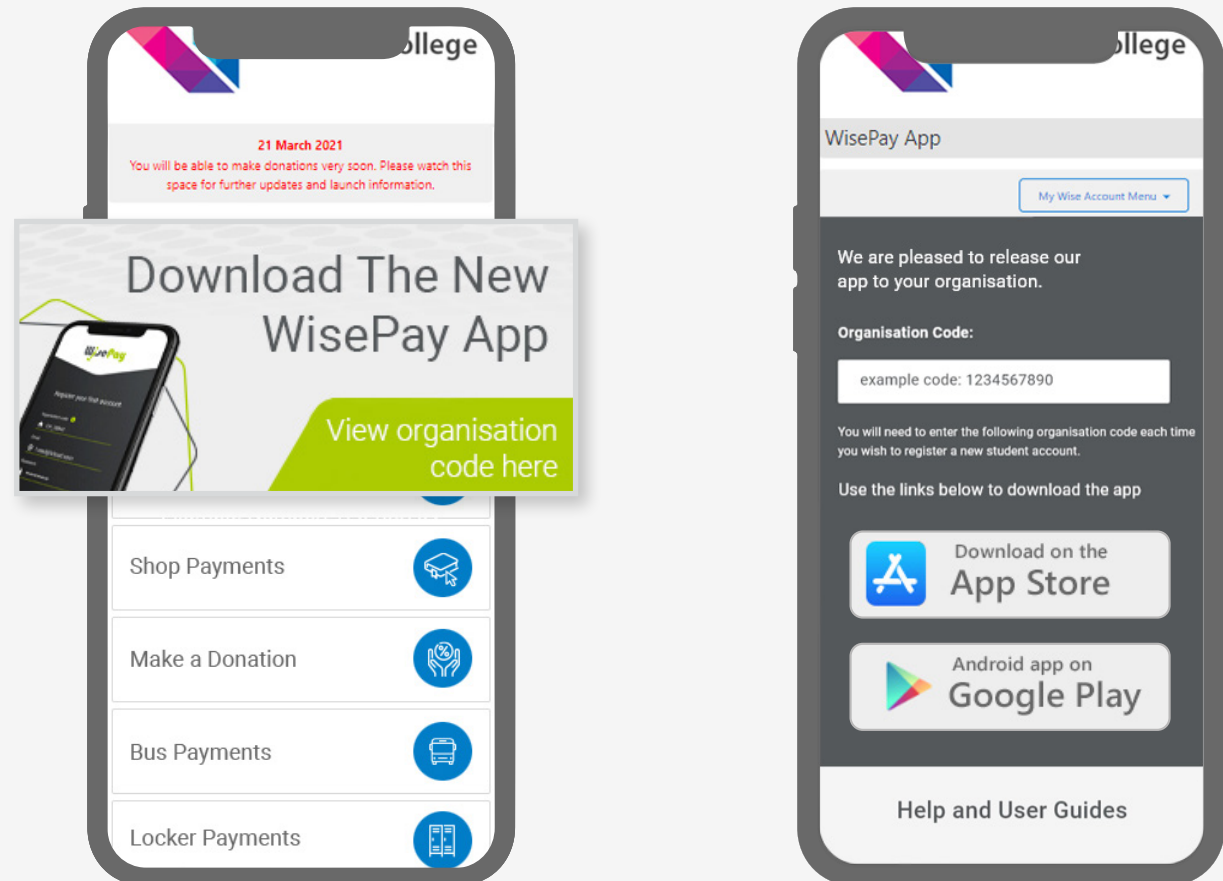 ollege
21 March 2021
You will be able to make donations very soon. Please watch this
space for further updates and launch information.
Download The New
WisePay App
WisePay
Register your first account
View organisation
code here
Shop Payments
Make a Donation
Bus Payments
Locker Payments
ollege
WisePay App
My Wise Account Menu
We are pleased to release our
app to your organisation.
Organisation Code:
example code: 1234567890
You will need to enter the following organisation code each time
you wish to register a new student account.
Use the links below to download the app
Download on the
App Store
Android app on
Google Play
Help and User Guides